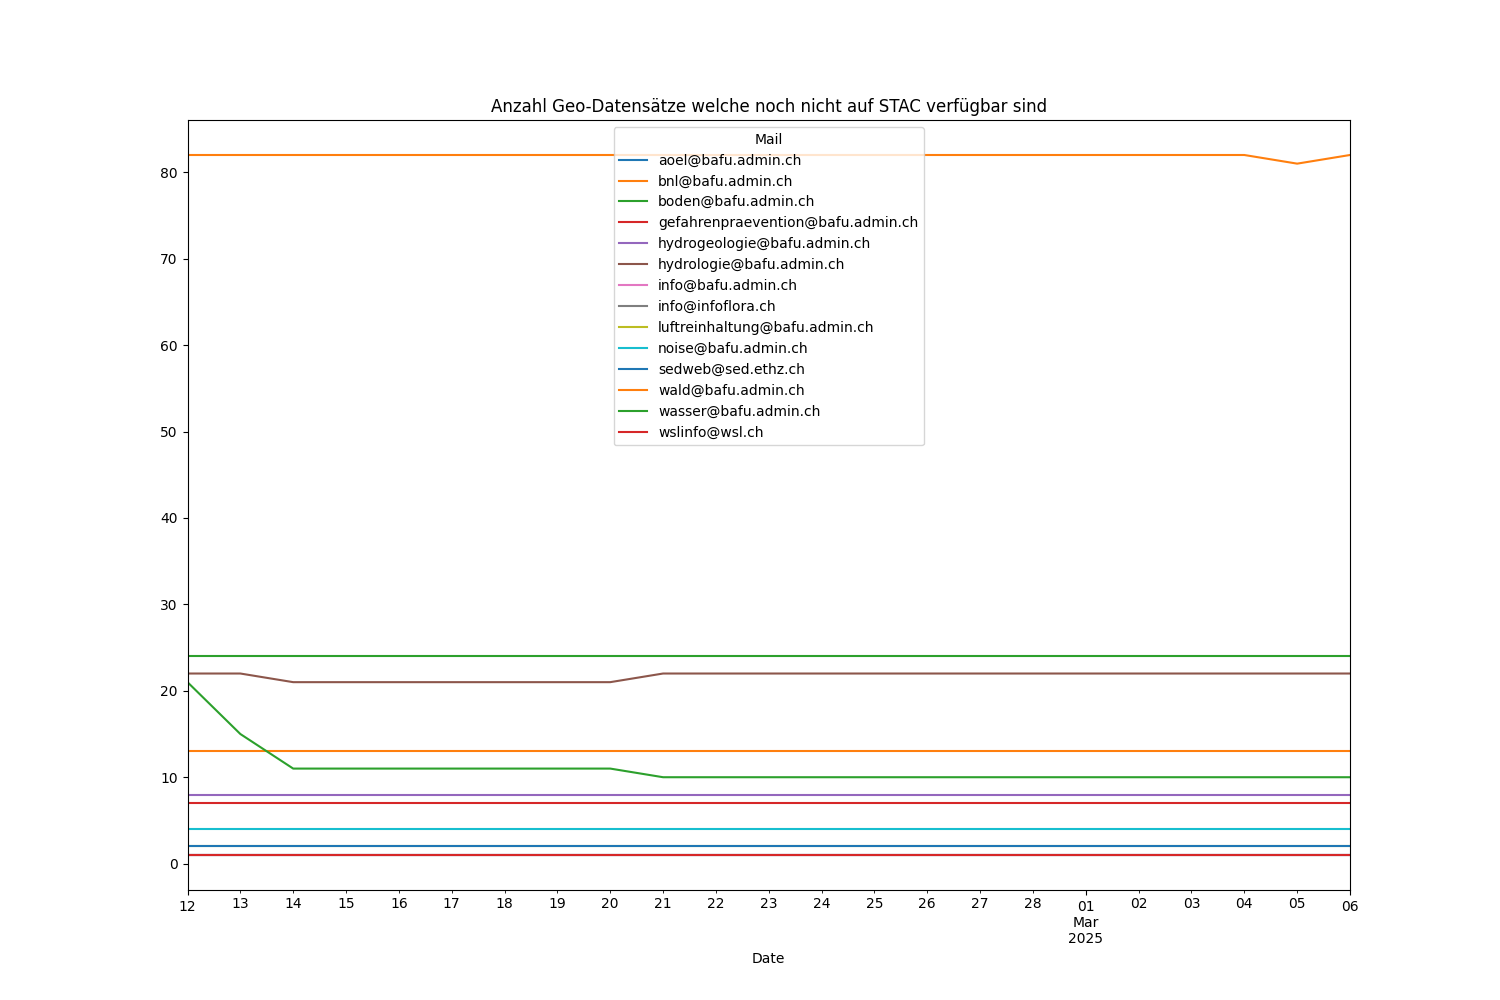 Anzahl Geo-Datensätze welche noch nicht auf STAC verfügbar sind
Mail
aoel@bafu.admin.ch
bnl@bafu.admin.ch
boden@bafu.admin.ch
gefahrenpraevention@bafu.admin.ch
hydrogeologie@bafu.admin.ch
hydrologie@bafu.admin.ch
info@bafu.admin.ch
info@infoflora.ch
luftreinhaltung@bafu.admin.ch
noise@bafu.admin.ch
sedweb@sed.ethz.ch
wald@bafu.admin.ch
wasser@bafu.admin.ch
wslinfo@wsl.ch
80
70
60
50
40
30
20
10
0
12 13 14 15 16 17 18 19 20 21 22 23 24 25 26 27 28 01 02 03 04 05 06
Mar
2025
Date